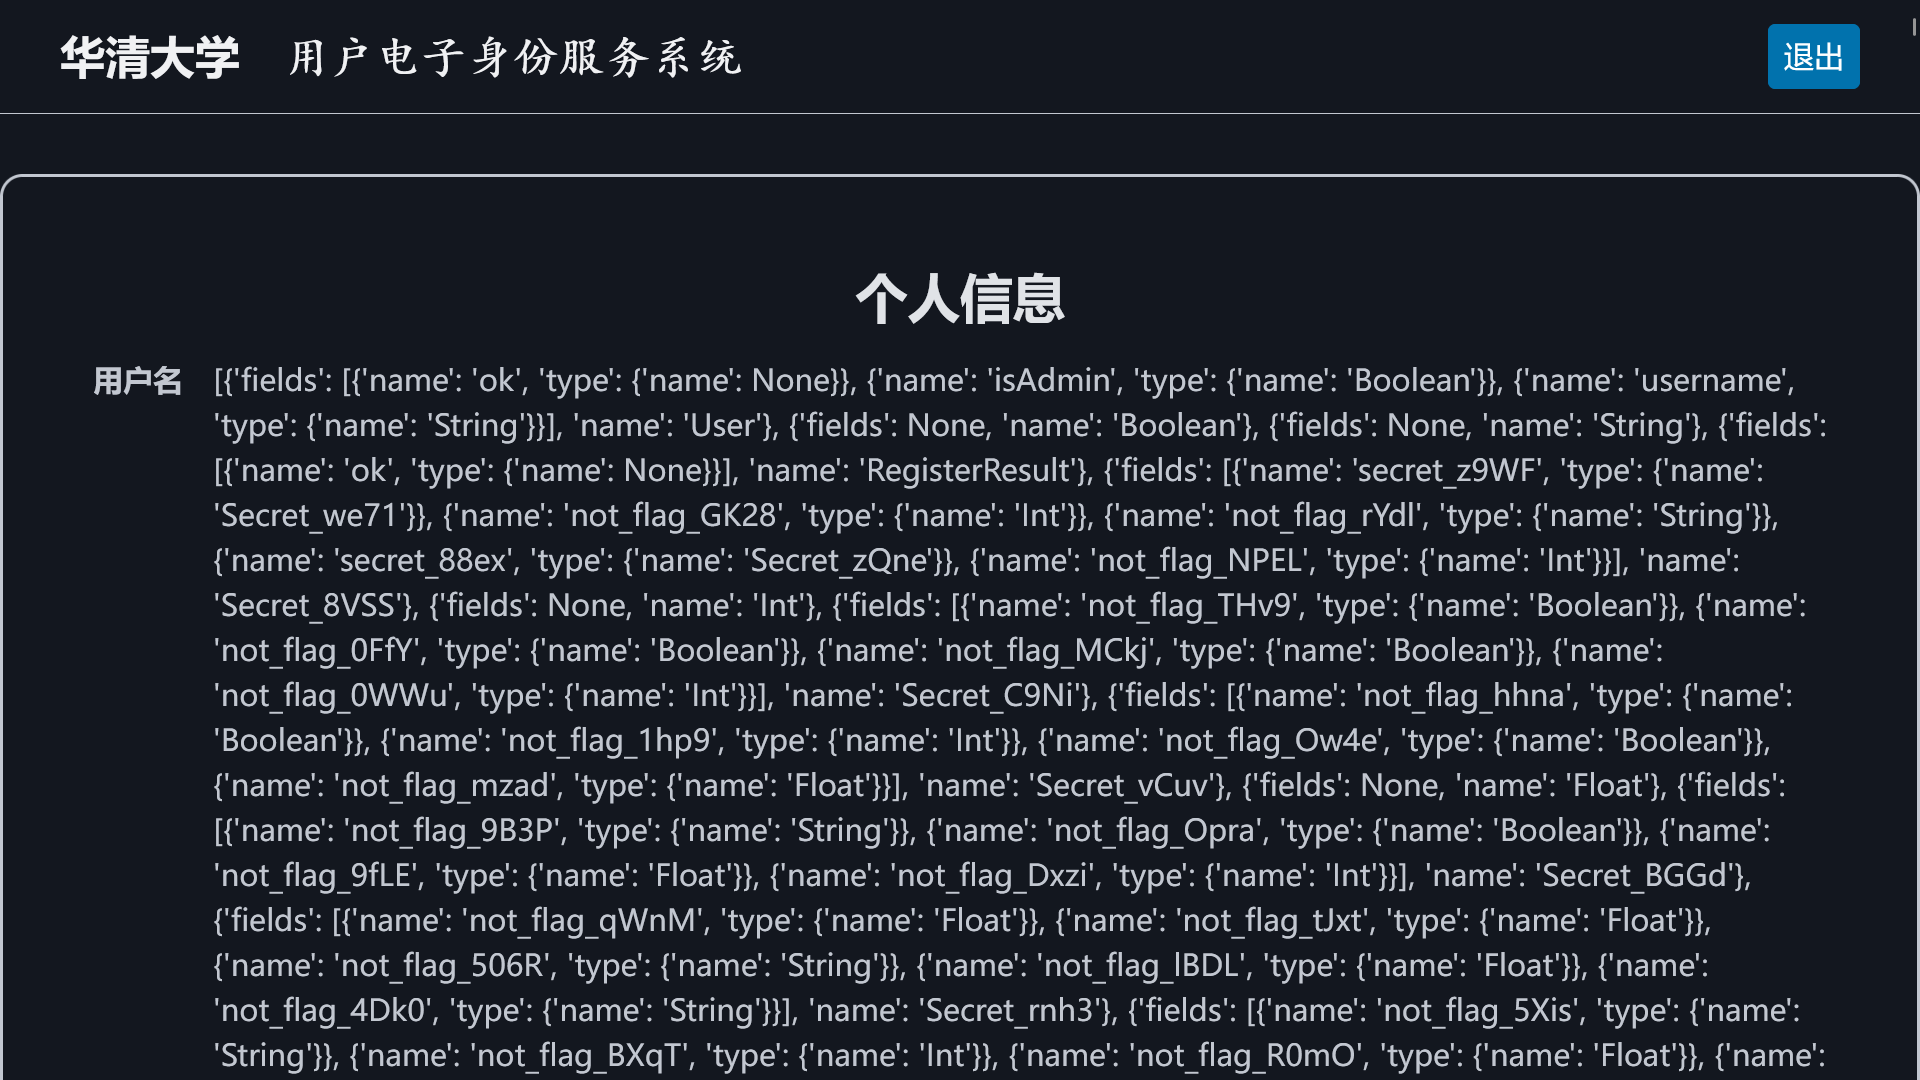 华清大学 用户电子身份服务系统
退出
个人信息
用户名 [{'fields': [{'name': 'ok', 'type': {'name': None}}, {'name': 'isAdmin', 'type': {'name': 'Boolean'}}, {'name': 'username',
'type': {'name': 'String'}}], 'name': 'User'}, {'fields': None, 'name': 'Boolean'}, {'fields': None, 'name': 'String'}, {'fields':
[{'name': 'ok', 'type': {'name': None}}], 'name': 'RegisterResult'}, {'fields': [{'name': 'secret_z9WF', 'type': {'name':
'Secret_we71'}}, {'name': 'not_flag_GK28', 'type': {'name': 'Int'}}, {'name': 'not_flag_rYdl', 'type': {'name': 'String'}},
{'name': 'secret_88ex', 'type': {'name': 'Secret_zQne'}}, {'name': 'not_flag_NPEL', 'type': {'name': 'Int'}}], 'name':
'Secret_8VSS'}, {'fields': None, 'name': 'Int'}, {'fields': [{'name': 'not_flag_THv9', 'type': {'name': 'Boolean'}}, {'name':
'not_flag_0FfY', 'type': {'name': 'Boolean'}}, {'name': 'not_flag_MCkj', 'type': {'name': 'Boolean'}}, {'name':
'not_flag_0WWu', 'type': {'name': 'Int'}}], 'name': 'Secret_C9Ni'}, {'fields': [{'name': 'not_flag_hhna', 'type': {'name':
'Boolean'}}, {'name': 'not_flag_1hp9', 'type': {'name': 'Int'}}, {'name': 'not_flag_Ow4e', 'type': {'name': 'Boolean'}},
{'name': 'not_flag_mzad', 'type': {'name': 'Float'}}], 'name': 'Secret_vCuv'}, {'fields': None, 'name': 'Float'}, {'fields':
[{'name': 'not_flag_9B3P', 'type': {'name': 'String'}}, {'name': 'not_flag_Opra', 'type': {'name': 'Boolean'}}, {'name':
'not_flag_9fLE', 'type': {'name': 'Float'}}, {'name': 'not_flag_Dxzi', 'type': {'name': 'Int'}}], 'name': 'Secret_BGGd'},
{'fields': [{'name': 'not_flag_qWnM', 'type': {'name': 'Float'}}, {'name': 'not_flag_tJxt', 'type': {'name': 'Float'}},
{'name': 'not_flag_506R', 'type': {'name': 'String'}}, {'name': 'not_flag_lBDL', 'type': {'name': 'Float'}}, {'name':
'not_flag_4Dk0', 'type': {'name': 'String'}}], 'name': 'Secret_rnh3'}, {'fields': [{'name': 'not_flag_5Xis', 'type': {'name':
'String'}}, {'name': 'not_flag_BXqT', 'type': {'name': 'Int'}}, {'name': 'not_flag_R0mO', 'type': {'name': 'Float'}}, {'name':